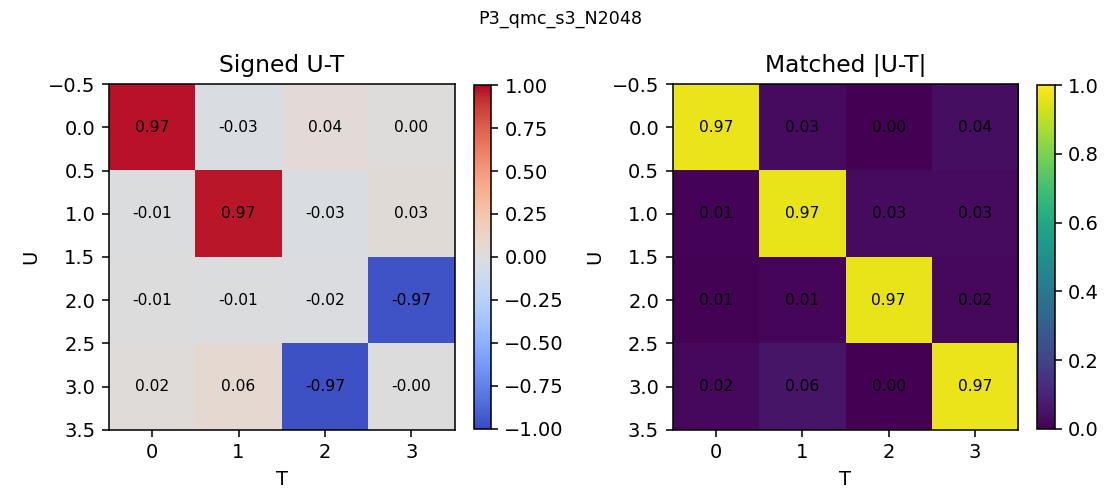 P3_qmc_s3_N2048
Signed U-T
−0.5
0.0
0.5
1.0
1.5
2.0
2.5
3.0
3.5
U
0.97 -0.03 0.04 0.00
-0.01 0.97 -0.03 0.03
-0.01 -0.01 -0.02 -0.97
0.02 0.06 -0.97 -0.00
0 1 2 3
T
1.00
0.75
0.50
0.25
0.00
−0.25
−0.50
−0.75
−1.00
Matched |U-T|
−0.5
0.0
0.5
1.0
1.5
2.0
2.5
3.0
3.5
U
0.97 0.03 0.00 0.04
0.01 0.97 0.03 0.03
0.01 0.01 0.97 0.02
0.02 0.06 0.00 0.97
0 1 2 3
T
1.0
0.8
0.6
0.4
0.2
0.0